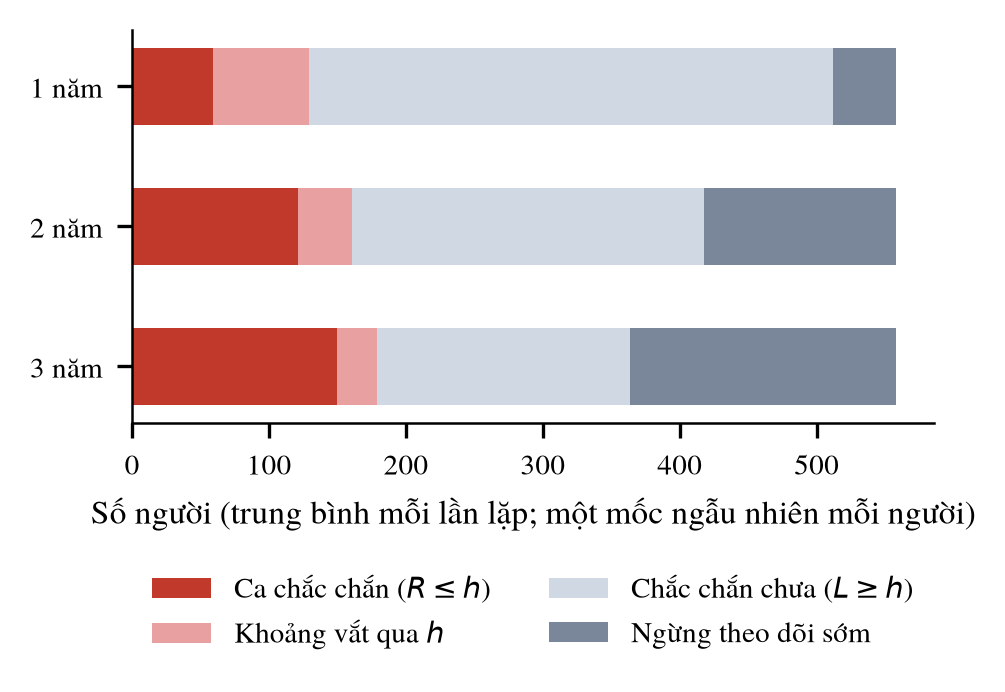 1 năm
2 năm
3 năm
0 100 200 300 400 500
Số người (trung bình mỗi lần lặp; một mốc ngẫu nhiên mỗi người)
Ca chắc chắn (R ≤ h)
Khoảng vắt qua h
Chắc chắn chưa (L ≥ h)
Ngừng theo dõi sớm